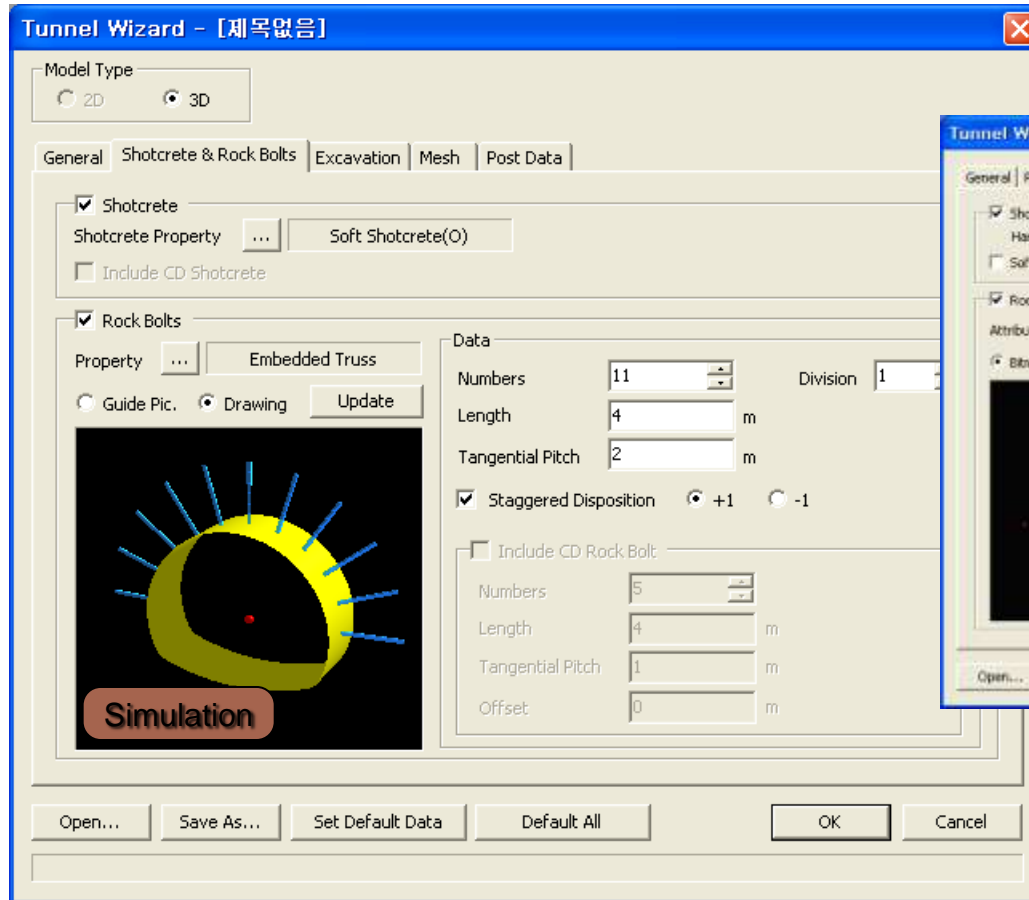 Tunnel Wizard - [제목없음]
Model Type
2D 3D
General Shotcrete & Rock Bolts Excavation Mesh Post Data
Shotcrete
Shotcrete Property ... Soft Shotcrete(O)
Include CD Shotcrete
Rock Bolts
Property ... Embedded Truss
Guide Pic. Drawing Update
Simulation
Data
Numbers 11 Division 1
Length 4 m
Tangential Pitch 2 m
Staggered Disposition +1 -1
Include CD Rock Bolt
Numbers 5
Length 4 m
Tangential Pitch 1 m
Offset 0 m
Open... Save As... Set Default Data Default All OK Cancel
Tunnel W
General
Open...